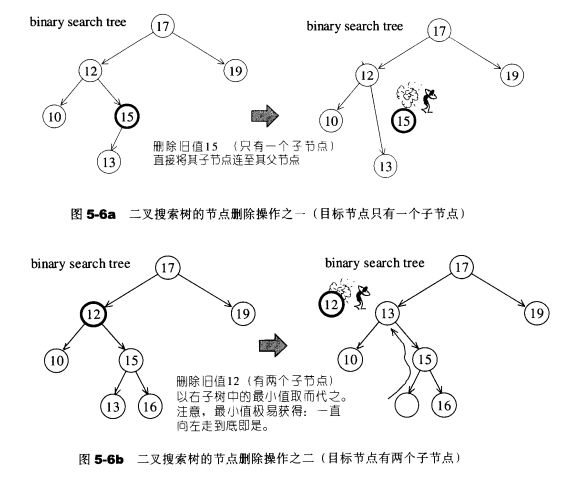 binary search tree
17
12
19
10
15
13
删除旧值15 （只有一个子节点）
直接将其子节点连至其父节点
binary search tree
17
12
19
10
15
13
图 5-6a 二叉搜索树的节点删除操作之一（目标节点只有一个子节点）
binary search tree
17
12
19
10
15
13
16
删除旧值12（有两个子节点）
以右子树中的最小值取而代之。
注意，最小值极易获得：一直
向左走到底即是。
binary search tree
17
12
13
19
10
15
16
图 5-6b 二叉搜索树的节点删除操作之二（目标节点有两个子节点）